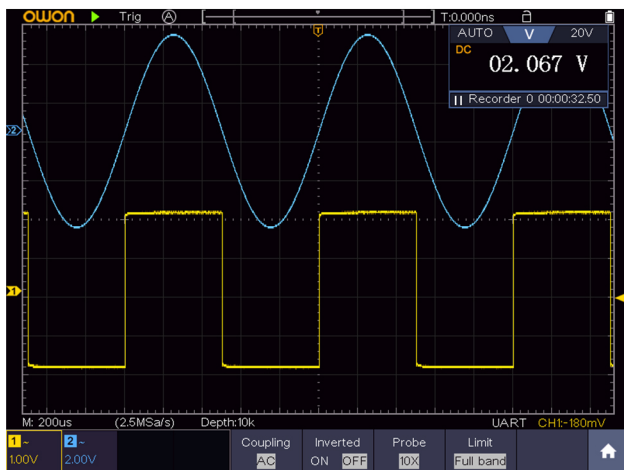 OWON Trig A T T:0.000ns
AUTO V 20V
DC
02.067 V
Recorder 0 00:00:32.50
2
1
M: 200us (2.5MSa/s) Depth:10k UART CH1:-180mV
1 ~ 2 ~ Coupling Inverted Probe Limit
1.00V 2.00V AC ON OFF 10X Full band